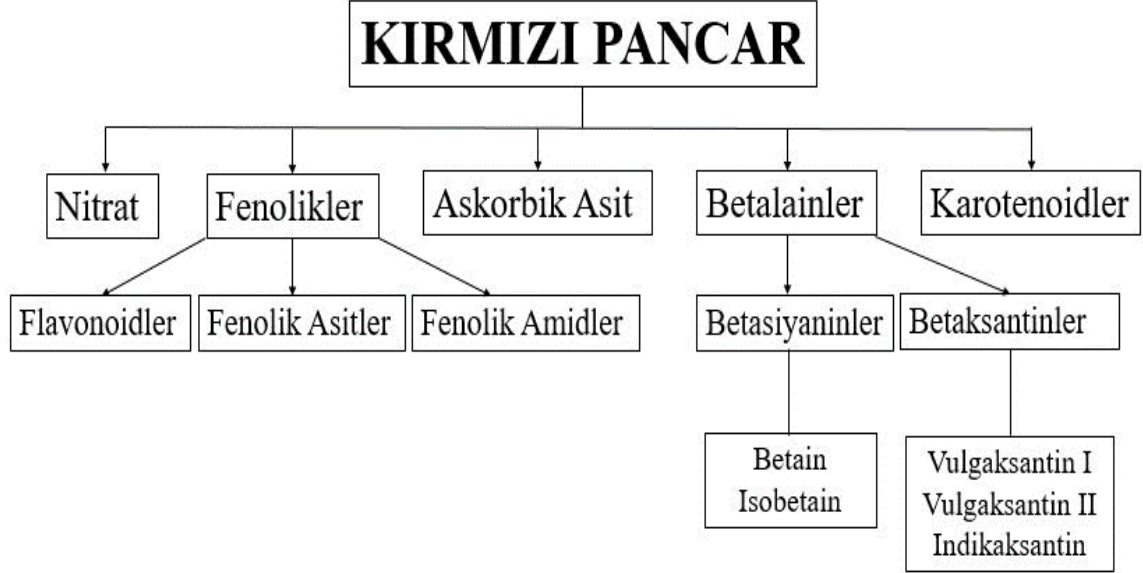 KIRMIZI PANCAR
Nitrat
Fenolikler
Askorbik Asit
Betalainler
Karotenoidler
Flavonoidler
Fenolik Asitler
Fenolik Amidler
Betasiyaninler
Betaksantinler
Betain
Isobetain
Vulgaksantin I
Vulgaksantin II
Indikaksantin